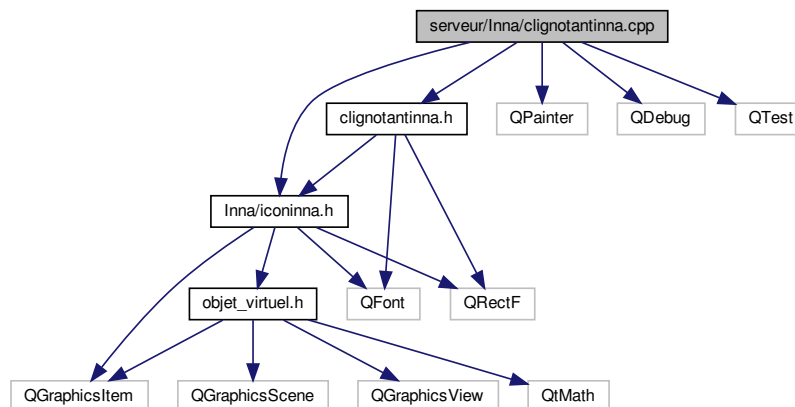 serveur/Inna/clignotantinna.cpp
clignotantinna.h
QPainter
QDebug
QTest
Inna/iconinna.h
objet_virtuel.h
QFont
QRectF
QGraphicsItem
QGraphicsScene
QGraphicsView
QtMath